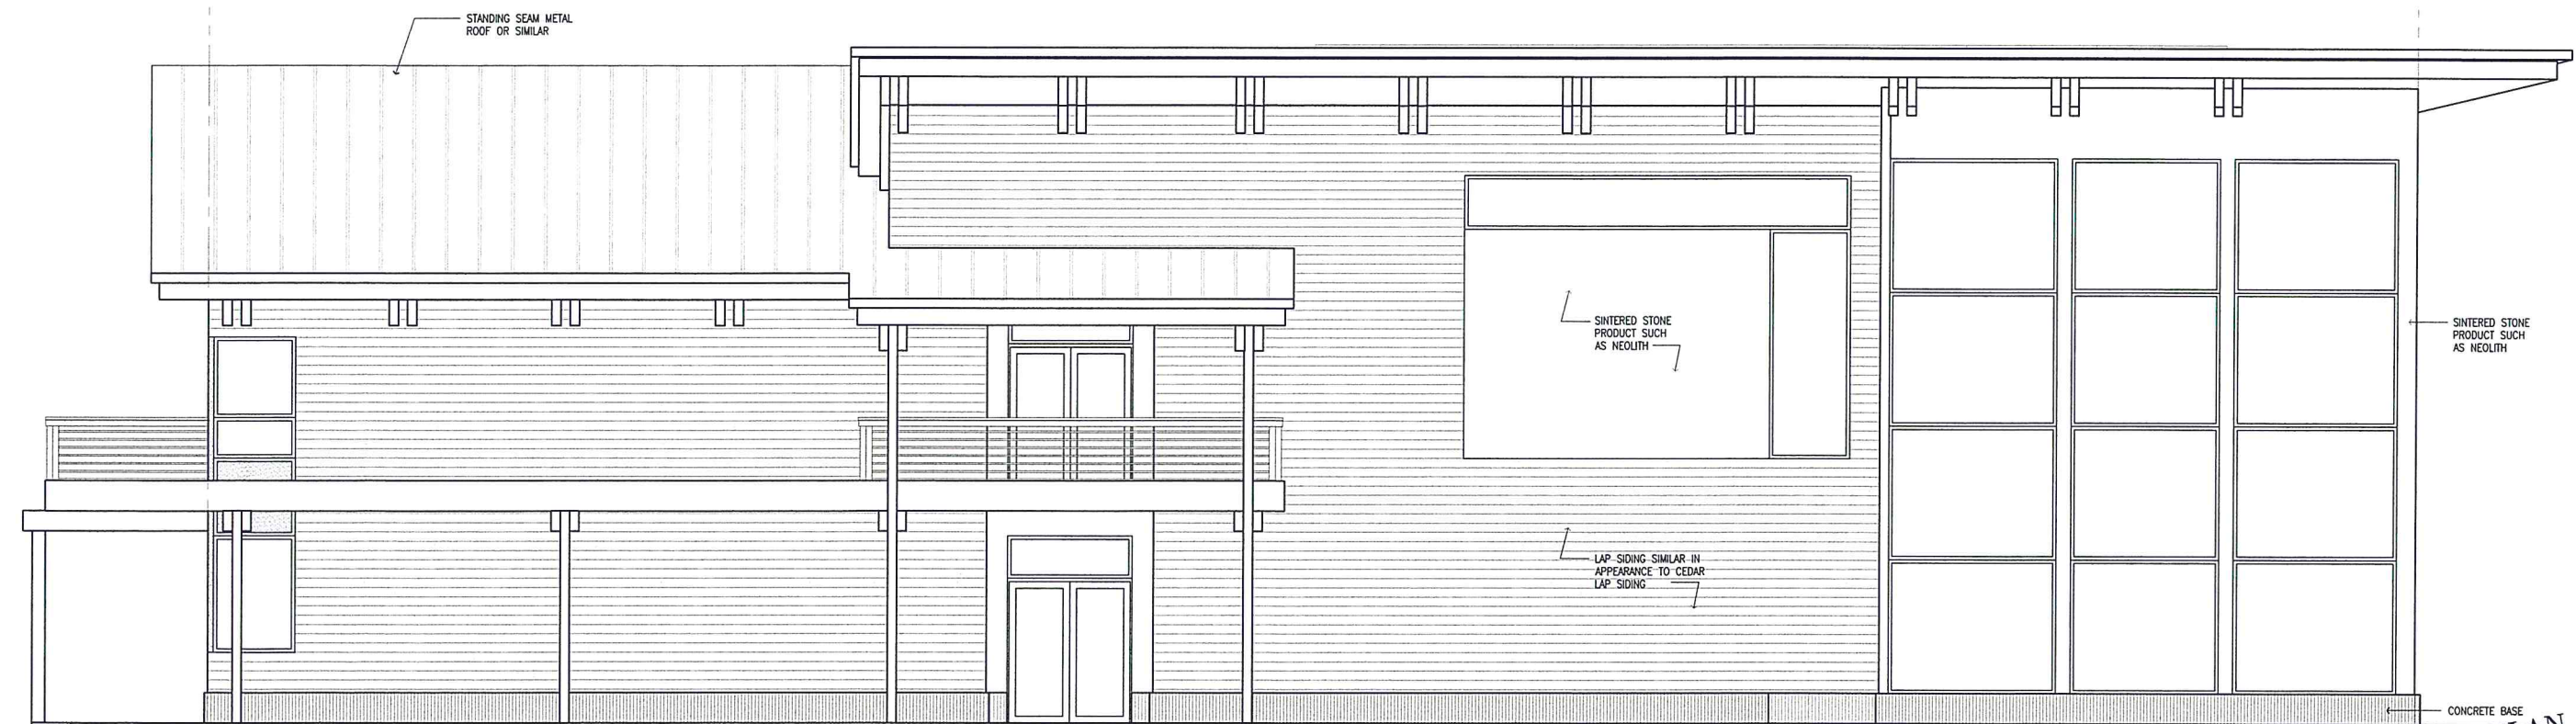 STANDING SEAM METAL
ROOF OR SIMILAR
SINTERED STONE
PRODUCT SUCH
AS NEOLITH
SINTERED STONE
PRODUCT SUCH
AS NEOLITH
LAP SIDING SIMILAR IN
APPEARANCE TO CEDAR
LAP SIDING
CONCRETE BASE